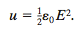 u = ½ε₀E².